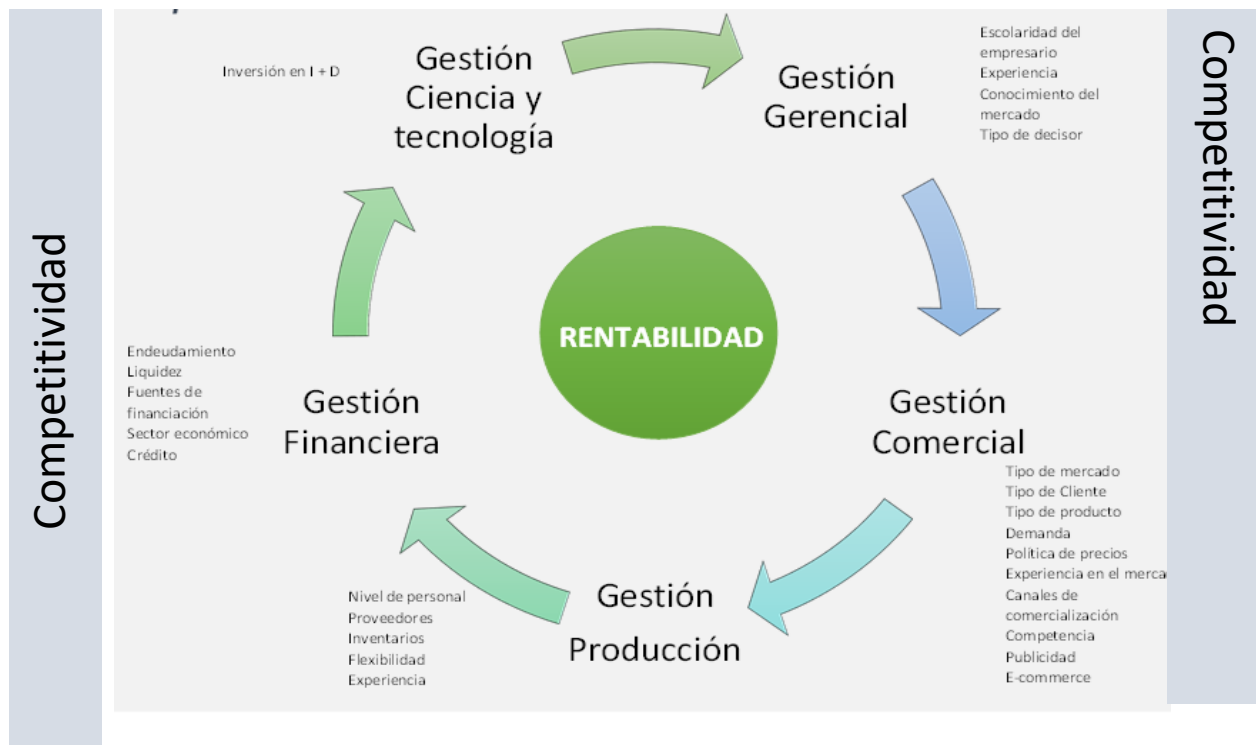 Competitividad
Inversión en I + D
Gestión
Ciencia y
tecnología
Gestión
Gerencial
Escolaridad del
empresario
Experiencia
Conocimiento del
mercado
Tipo de decisor
Competitividad
RENTABILIDAD
Endeudamiento
Liquidez
Fuentes de
financiación
Sector económico
Crédito
Gestión
Financiera
Gestión
Comercial
Tipo de mercado
Tipo de Cliente
Tipo de producto
Demanda
Política de precios
Experiencia en el merca
Canales de
comercialización
Competencia
Publicidad
E-commerce
Nivel de personal
Proveedores
Inventarios
Flexibilidad
Experiencia
Gestión
Producción